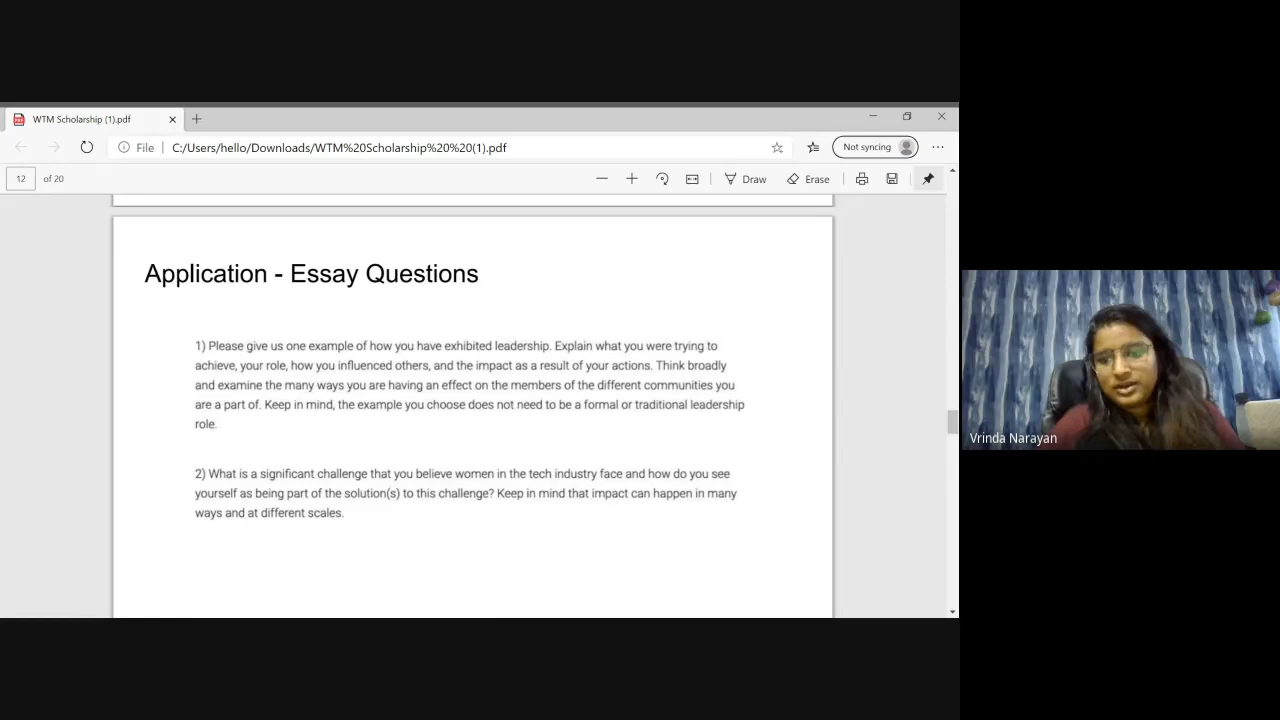 WTM Scholarship (1).pdf
File | C:/Users/hello/Downloads/WTM%20Scholarship%20%20(1).pdf
Not syncing
12 of 20
Draw
Erase
Application - Essay Questions
1) Please give us one example of how you have exhibited leadership. Explain what you were trying to
achieve, your role, how you influenced others, and the impact as a result of your actions. Think broadly
and examine the many ways you are having an effect on the members of the different communities you
are a part of. Keep in mind, the example you choose does not need to be a formal or traditional leadership
role.
2) What is a significant challenge that you believe women in the tech industry face and how do you see
yourself as being part of the solution(s) to this challenge? Keep in mind that impact can happen in many
ways and at different scales.
Vrinda Narayan